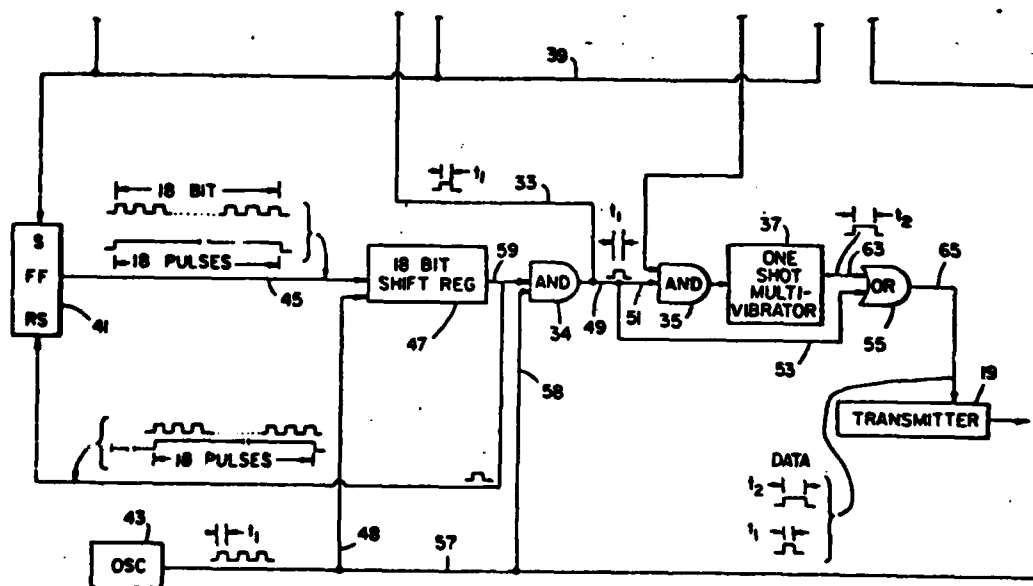 39
t₁
33
18 BIT
18 PULSES
S
FF
RS
41
45
18 BIT
SHIFT REG
47
59
AND
34
49
t₁
51
AND
35
37
ONE
SHOT
MULTI-
VIBRATOR
t₂
63
OR
55
65
53
58
19
TRANSMITTER
18 PULSES
DATA
t₂
t₁
43
OSC
t₁
48
57